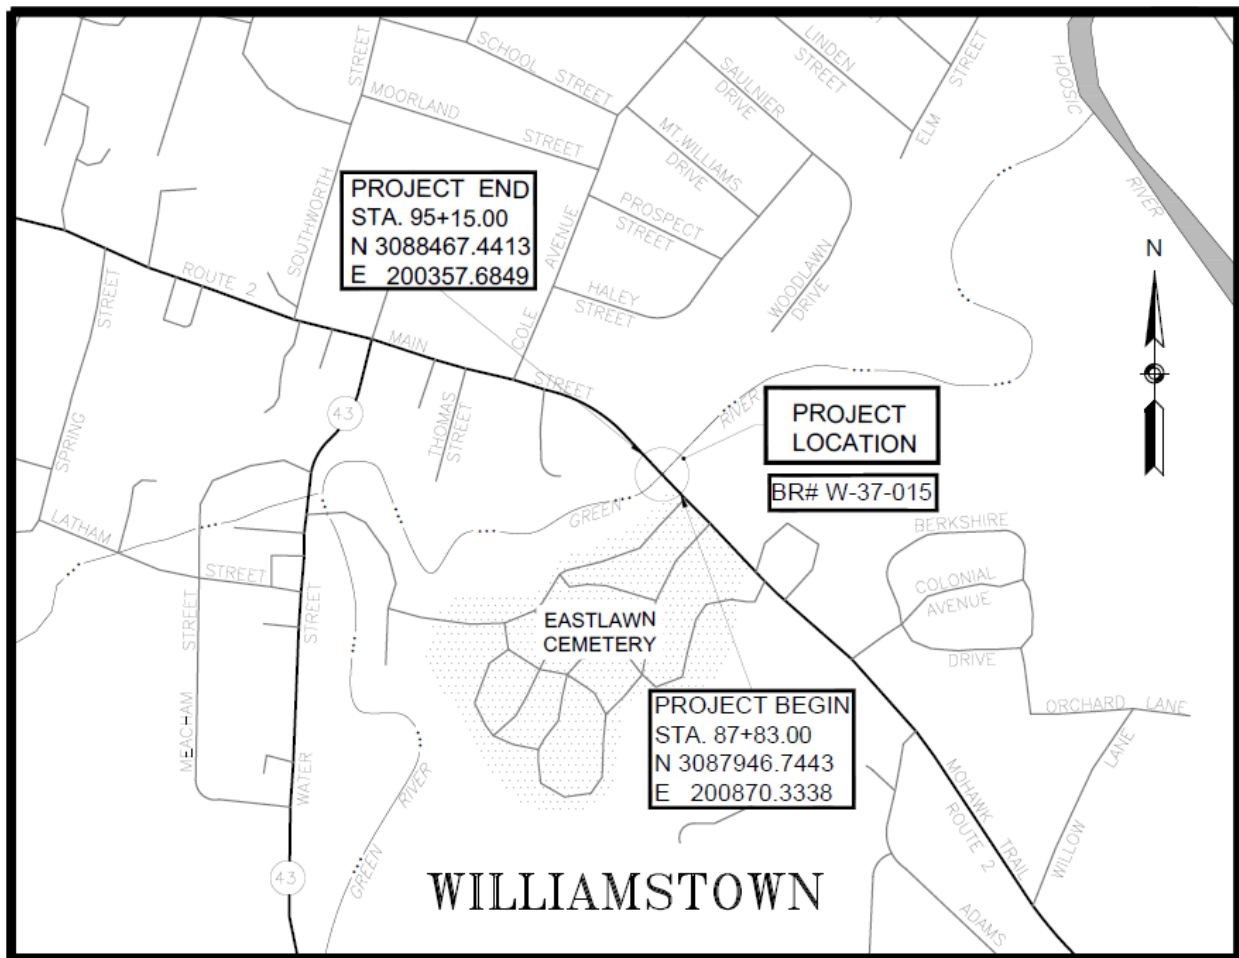 SCHOOL
STREET
LINDEN
STREET
STREET
ELM
HOOSIC
RIVER
STREET
SOUTHWORTH
MOORLAND
STREET
SAULNIER
DRIVE
MT.WILLIAMS
DRIVE
PROSPECT
STREET
HALEY
STREET
WOODLAWN
DRIVE
AVENUE
COLE
PROJECT END
STA. 95+15.00
N 3088467.4413
E 200357.6849
N
ROUTE 2
MAIN
STREET
STREET
SPRING
43
THOMAS
STREET
RIVER
PROJECT
LOCATION
BR# W-37-015
GREEN
LATHAM
STREET
STREET
MEACHAM
STREET
WATER
BERKSHIRE
COLONIAL
AVENUE
DRIVE
EASTLAWN
CEMETERY
ORCHARD LANE
LANE
WILLOW
PROJECT BEGIN
STA. 87+83.00
N 3087946.7443
E 200870.3338
MOHAWK
TRAIL
ROUTE 2
RIVER
GREEN
43
ADAMS
WILLIAMSTOWN